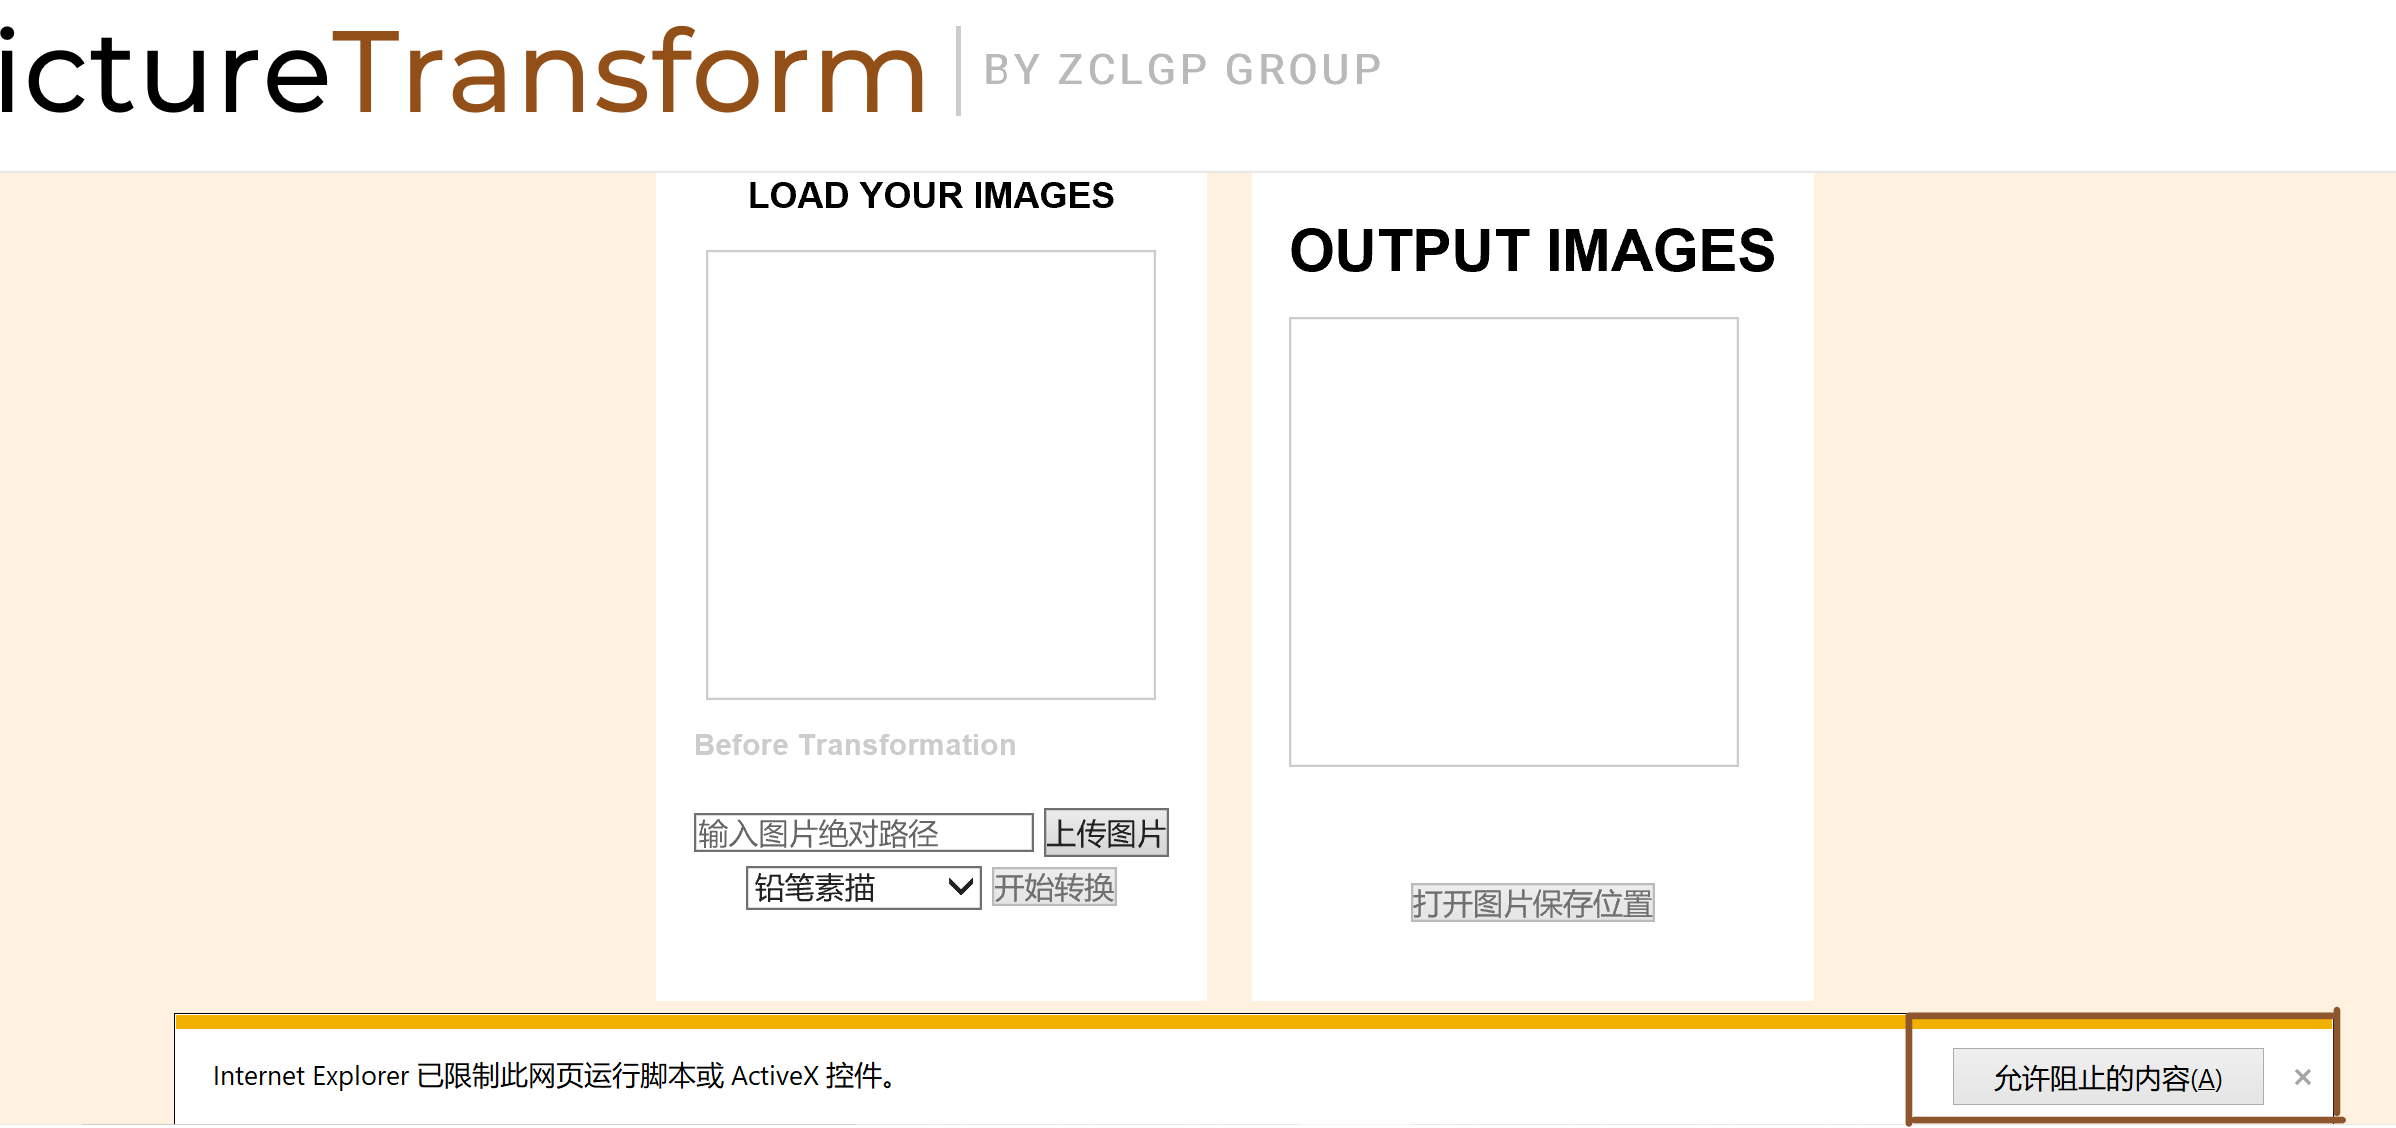 ictureTransform
BY ZCLGP GROUP
LOAD YOUR IMAGES
Before Transformation
输入图片绝对路径 上传图片
铅笔素描 开始转换
OUTPUT IMAGES
打开图片保存位置
Internet Explorer 已限制此网页运行脚本或 ActiveX 控件。
允许阻止的内容(A) ×